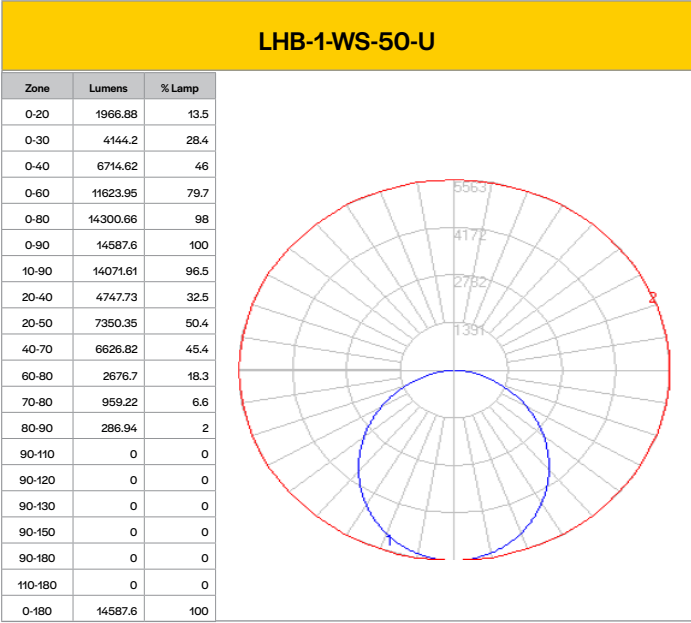 LHB-1-WS-50-U
Zone Lumens % Lamp
0-20 1966.88 13.5
0-30 4144.2 28.4
0-40 6714.62 46
0-60 11623.95 79.7
0-80 14300.66 98
0-90 14587.6 100
10-90 14071.61 96.5
20-40 4747.73 32.5
20-50 7350.35 50.4
40-70 6626.82 45.4
60-80 2676.7 18.3
70-80 959.22 6.6
80-90 286.94 2
90-110 0 0
90-120 0 0
90-130 0 0
90-150 0 0
90-180 0 0
110-180 0 0
0-180 14587.6 100
5563
4172
2782
2
1391
1